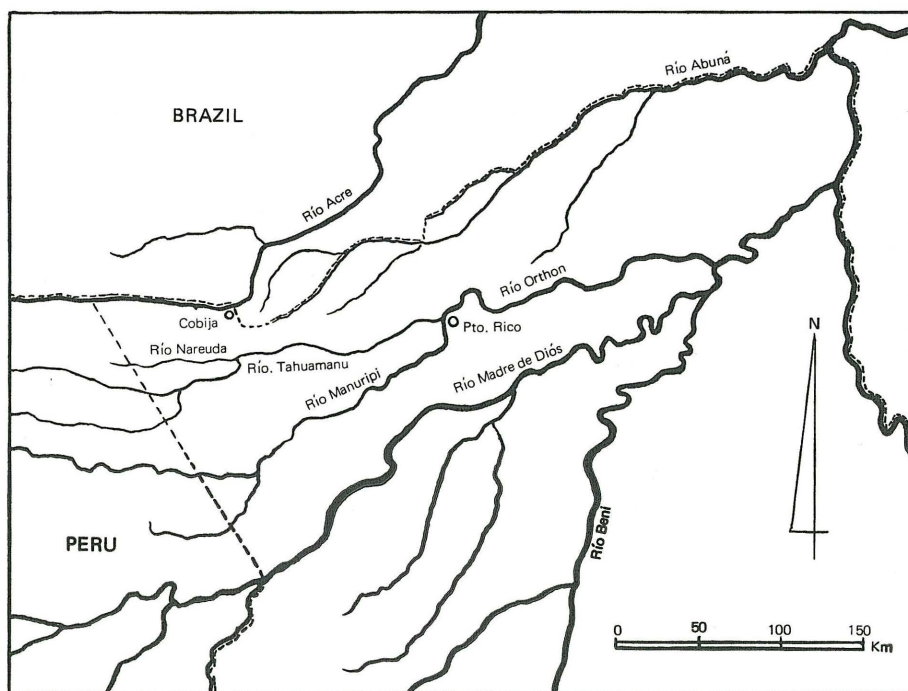 Río Abuná
BRAZIL
Río Acre
Río Orthon
Cobija
Pto. Rico
N
Río Nareuda
Río. Tahuamanu
Río Manuripi
Río Madre de Diós
PERU
Río Beni
0 50 100 150
Km